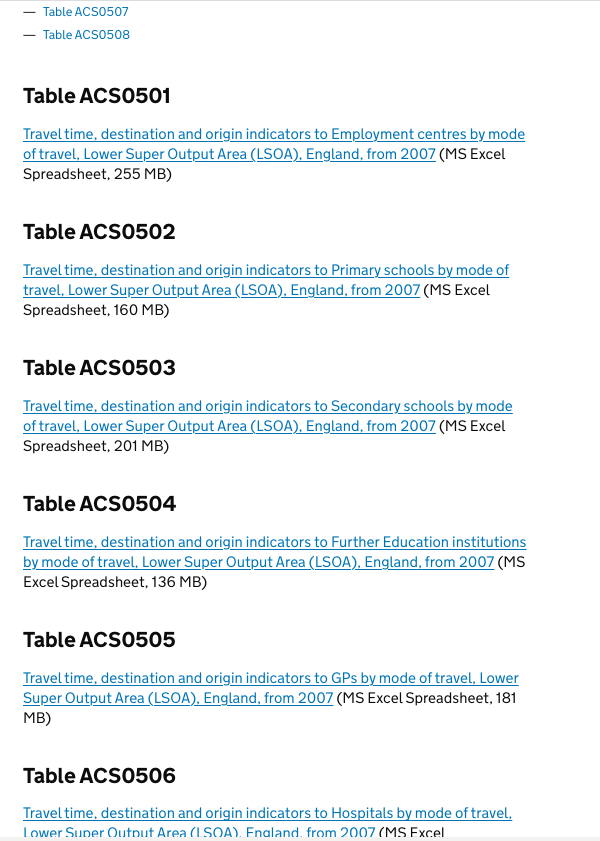 — Table ACS0507
— Table ACS0508
Table ACS0501
Travel time, destination and origin indicators to Employment centres by mode
of travel, Lower Super Output Area (LSOA), England, from 2007 (MS Excel
Spreadsheet, 255 MB)
Table ACS0502
Travel time, destination and origin indicators to Primary schools by mode of
travel, Lower Super Output Area (LSOA), England, from 2007 (MS Excel
Spreadsheet, 160 MB)
Table ACS0503
Travel time, destination and origin indicators to Secondary schools by mode
of travel, Lower Super Output Area (LSOA), England, from 2007 (MS Excel
Spreadsheet, 201 MB)
Table ACS0504
Travel time, destination and origin indicators to Further Education institutions
by mode of travel, Lower Super Output Area (LSOA), England, from 2007 (MS
Excel Spreadsheet, 136 MB)
Table ACS0505
Travel time, destination and origin indicators to GPs by mode of travel, Lower
Super Output Area (LSOA), England, from 2007 (MS Excel Spreadsheet, 181
MB)
Table ACS0506
Travel time, destination and origin indicators to Hospitals by mode of travel,
Lower Super Output Area (LSOA), England, from 2007 (MS Excel